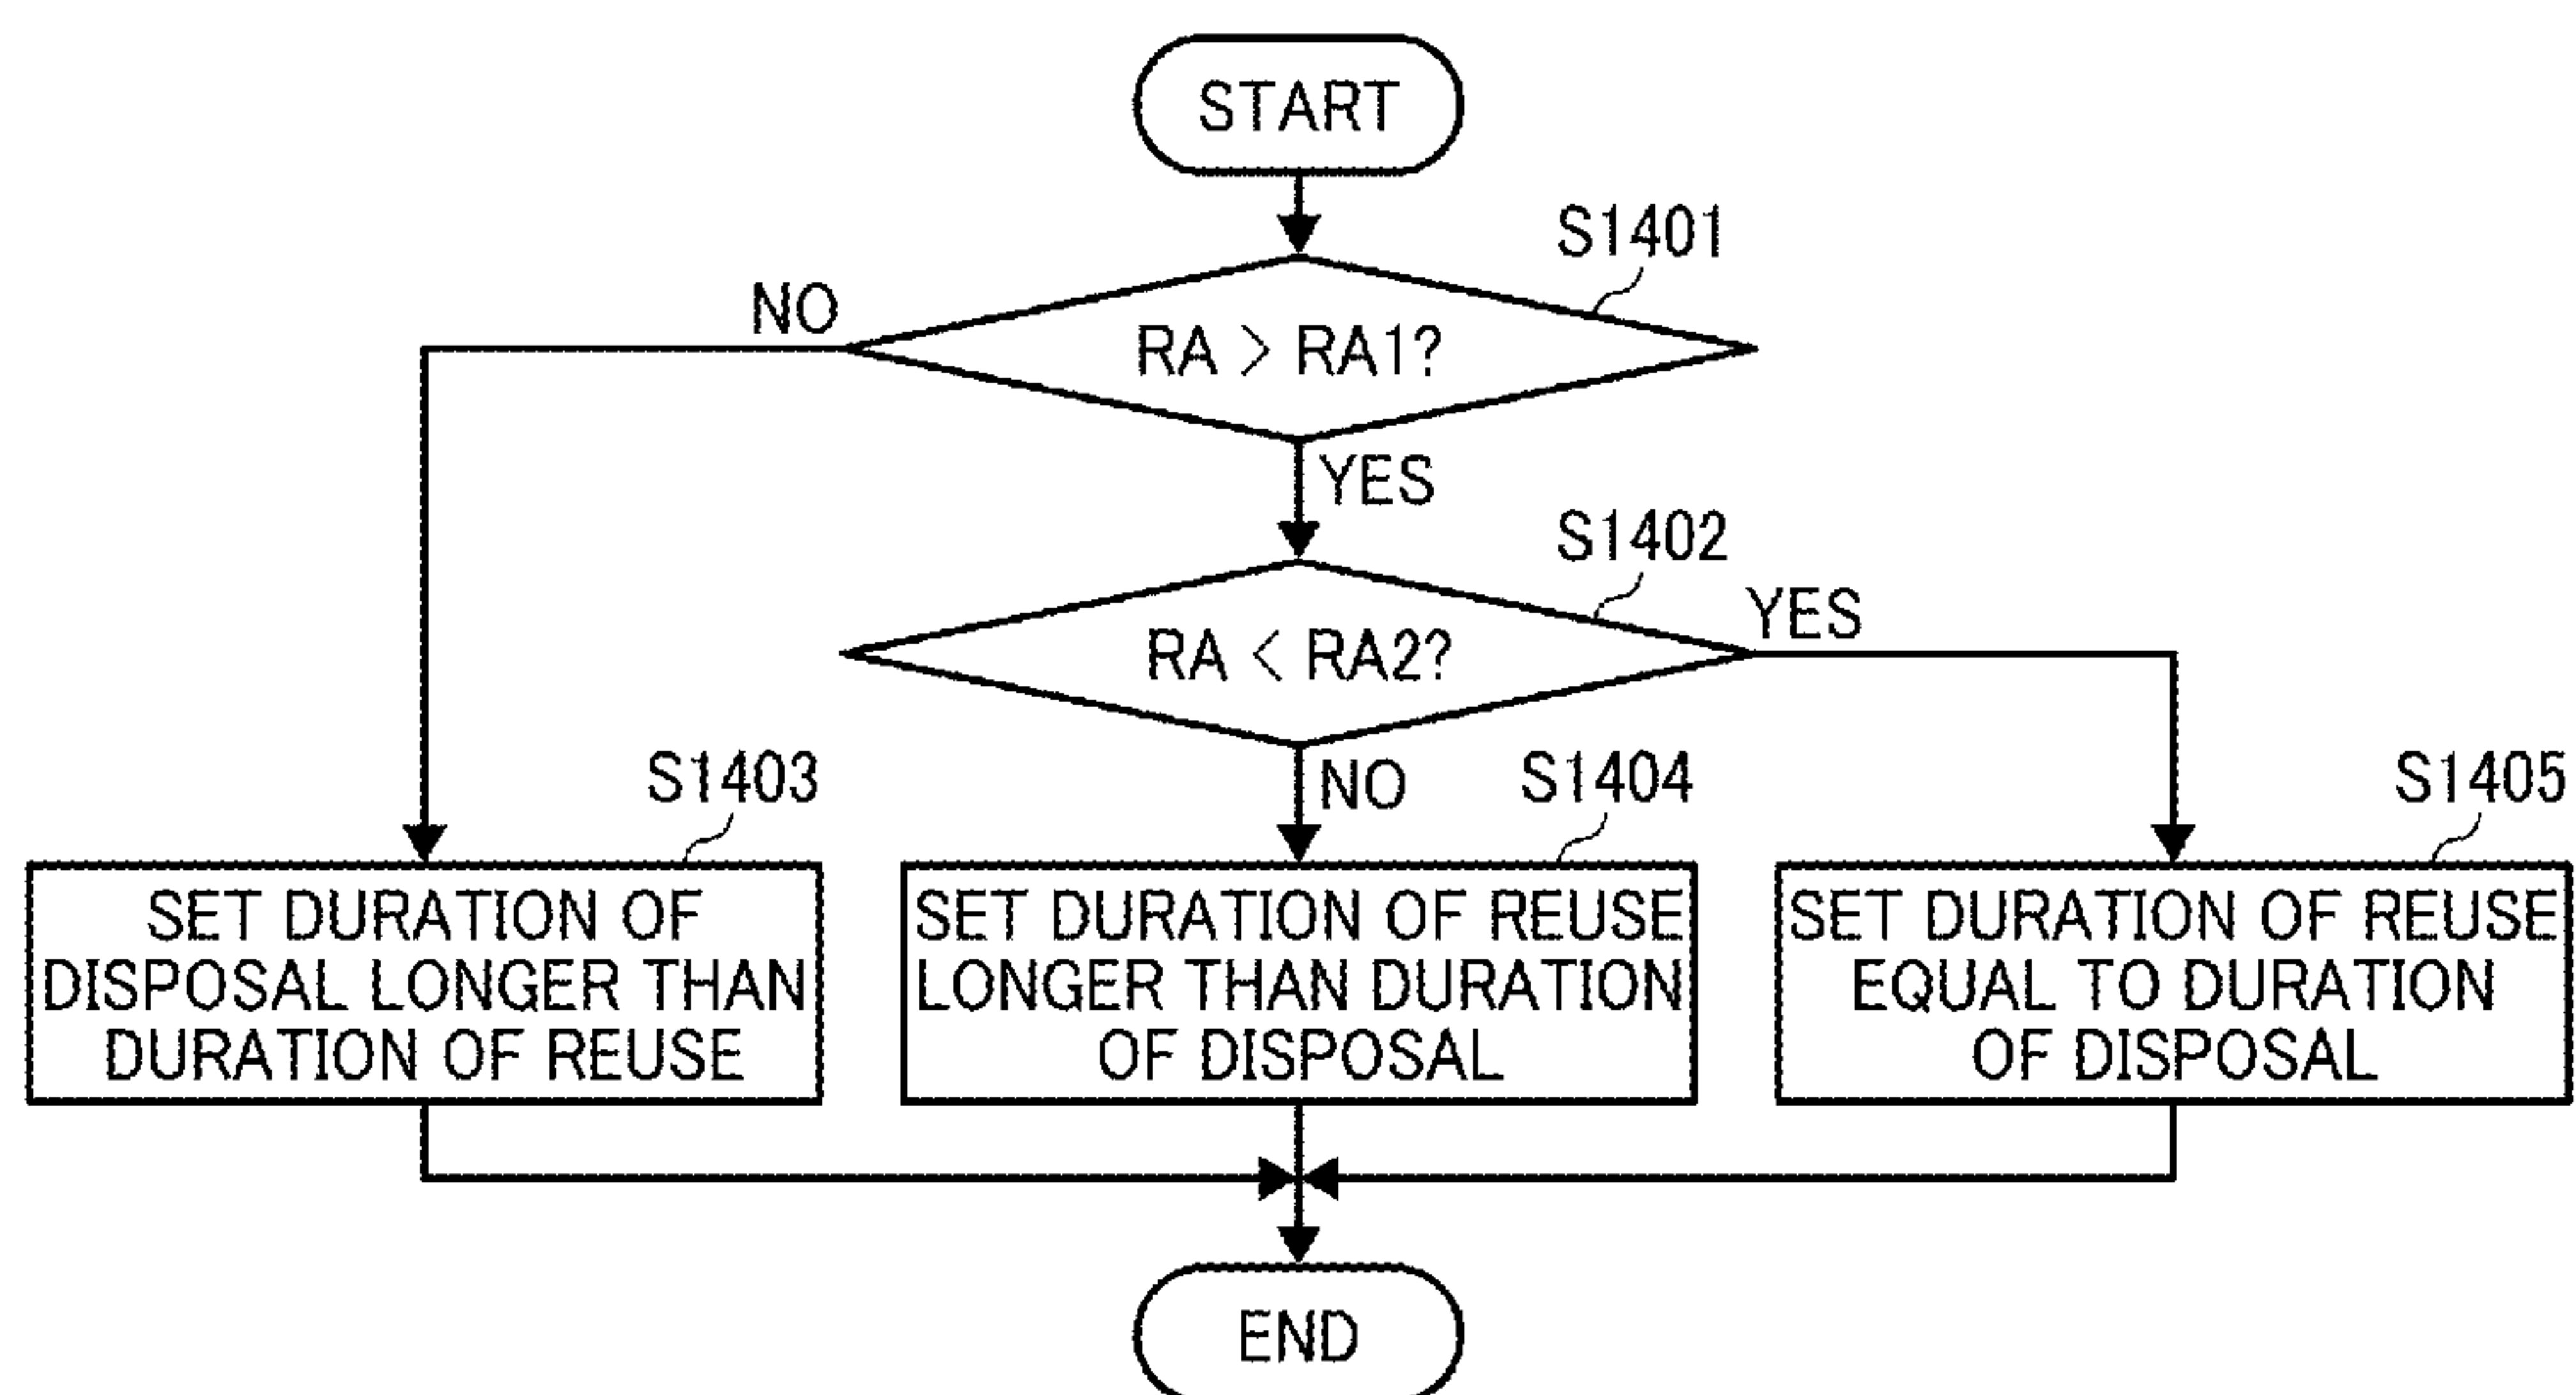 START
S1401
NO
RA > RA1?
YES
S1402
YES
RA < RA2?
S1403
NO
S1404
S1405
SET DURATION OF
DISPOSAL LONGER THAN
DURATION OF REUSE
SET DURATION OF REUSE
LONGER THAN DURATION
OF DISPOSAL
SET DURATION OF REUSE
EQUAL TO DURATION
OF DISPOSAL
END